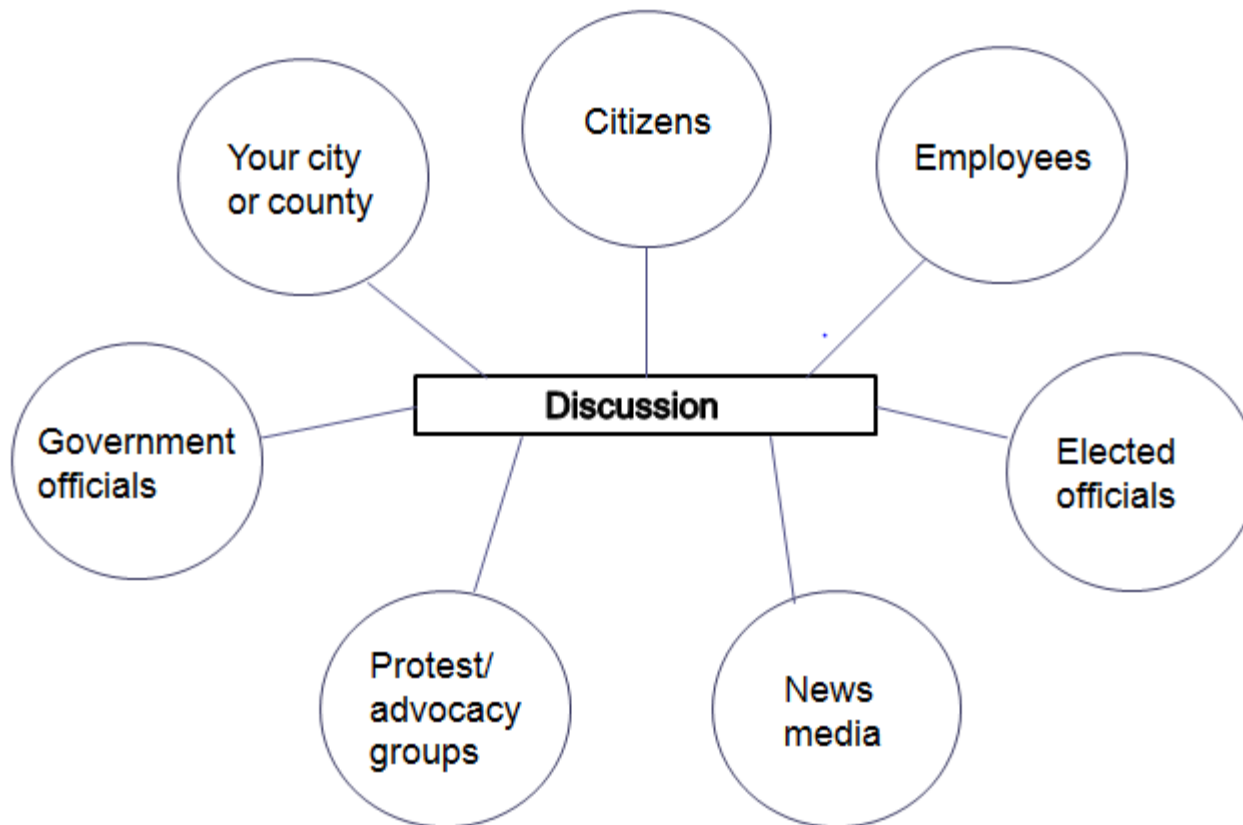 Citizens
Your city
or county
Employees
Discussion
Government
officials
Elected
officials
Protest/
advocacy
groups
News
media